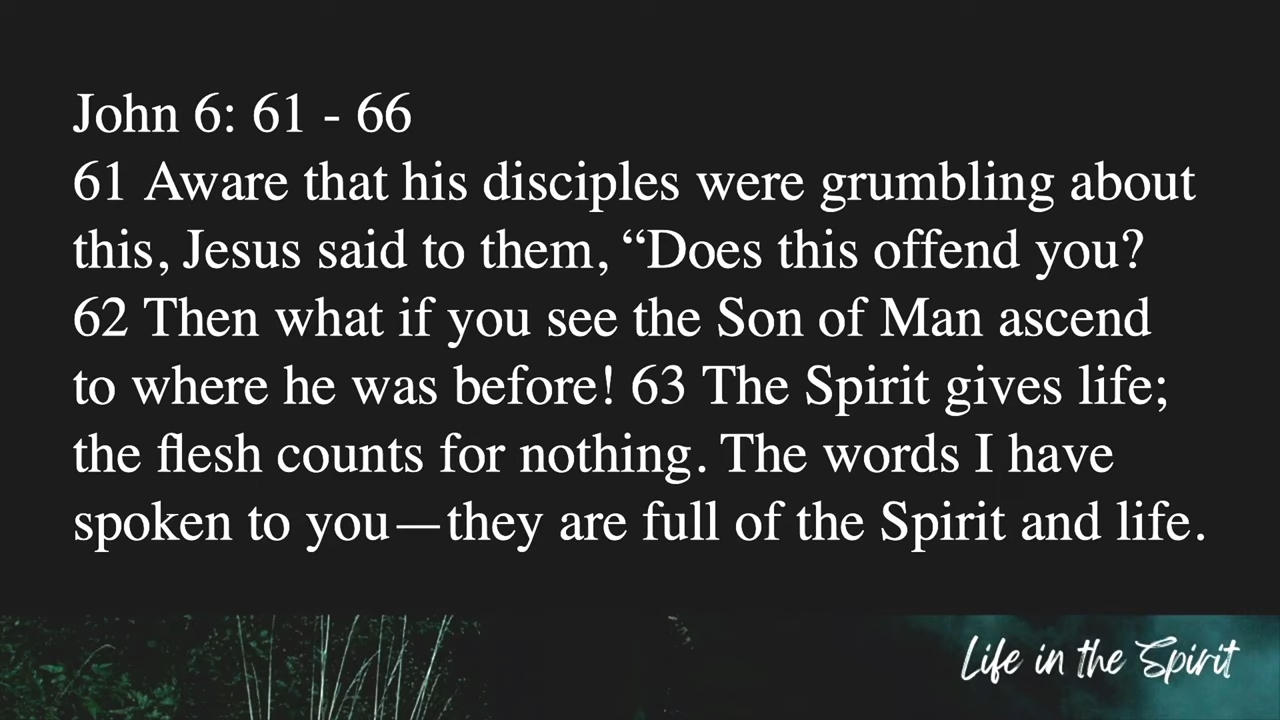 John 6: 61 - 66
61 Aware that his disciples were grumbling about
this, Jesus said to them, “Does this offend you?
62 Then what if you see the Son of Man ascend
to where he was before! 63 The Spirit gives life;
the flesh counts for nothing. The words I have
spoken to you—they are full of the Spirit and life.
Life in the Spirit